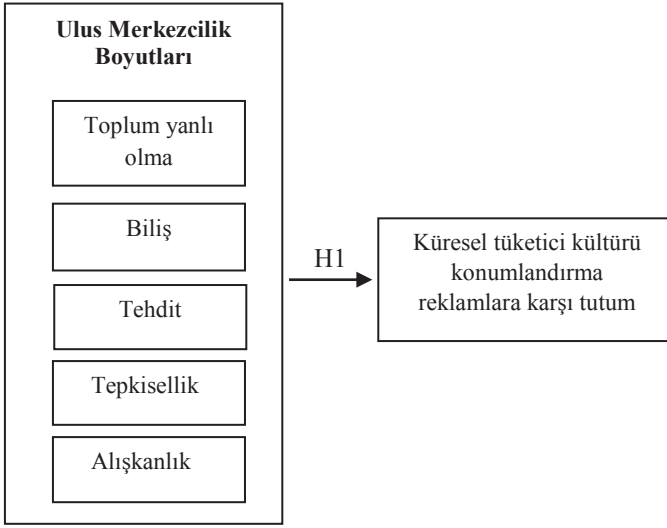 Ulus Merkezcilik
Boyutları
Toplum yanlı
olma
Biliş
Tehdit
Tepkisellik
Alışkanlık
H1
Küresel tüketici kültürü
konumlandırma
reklamlara karşı tutum